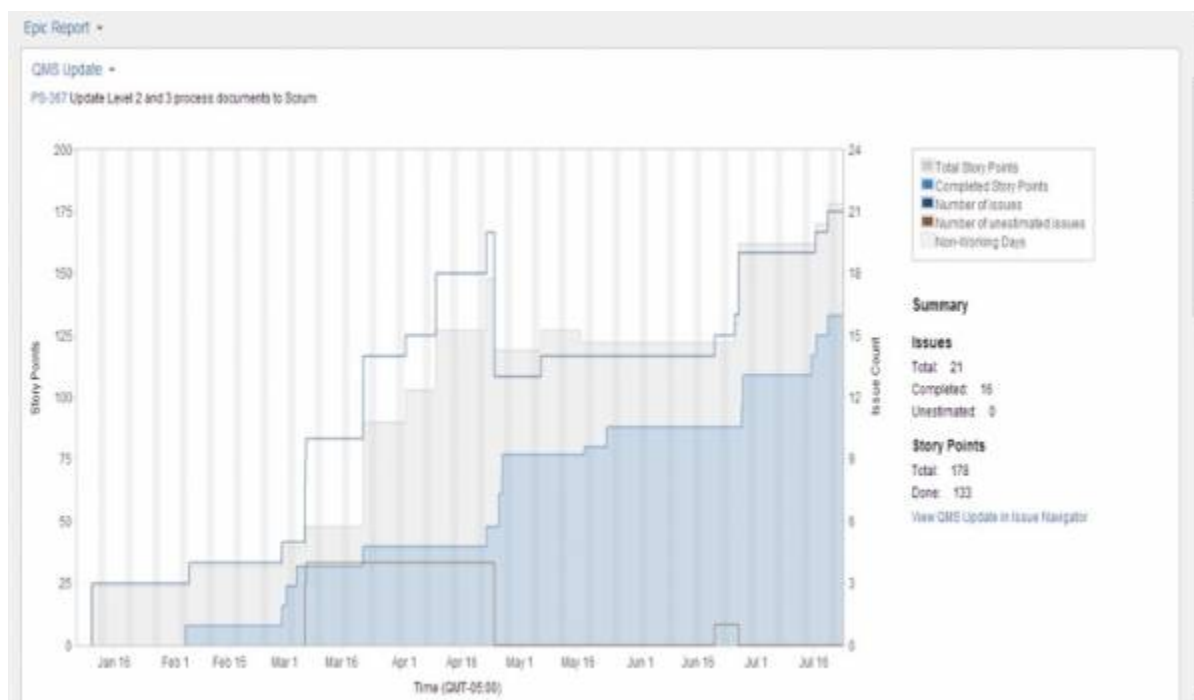 Epic Report
QMS Update
PS-367 Update Level 2 and 3 process documents to Scrum
200
175
150
125
100
75
50
25
0
Story Points
24
21
18
15
12
9
6
3
0
Issue Count
Jan 16 Feb 1 Feb 15 Mar 1 Mar 16 Apr 1 Apr 16 May 1 May 16 Jun 1 Jun 16 Jul 1 Jul 16
Time (GMT-05:00)
Total Story Points
Completed Story Points
Number of issues
Number of unestimated issues
Non-Working Days
Summary
Issues
Total: 21
Completed: 16
Unestimated: 0
Story Points
Total: 178
Done: 133
View QMS Update in Issue Navigator